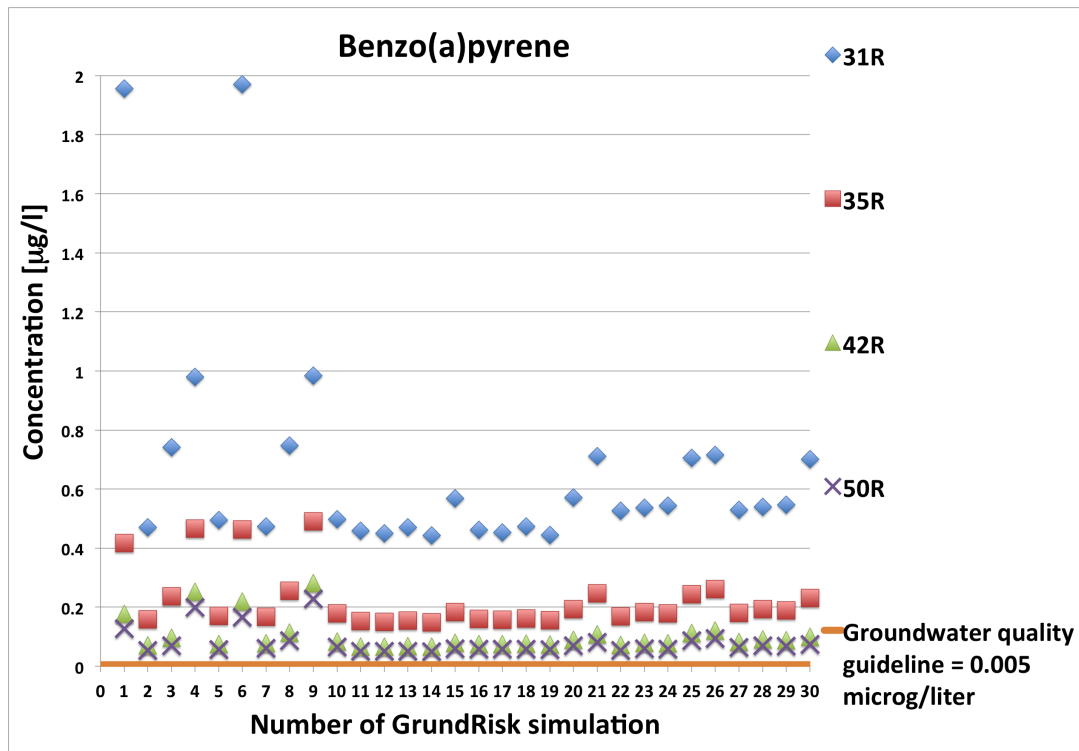 Benzo(a)pyrene
Concentration [µg/l]
2
1.8
1.6
1.4
1.2
1
0.8
0.6
0.4
0.2
0
0 1 2 3 4 5 6 7 8 9 10 11 12 13 14 15 16 17 18 19 20 21 22 23 24 25 26 27 28 29 30
Number of GrundRisk simulation
31R
35R
42R
50R
Groundwater quality
guideline = 0.005
microg/liter